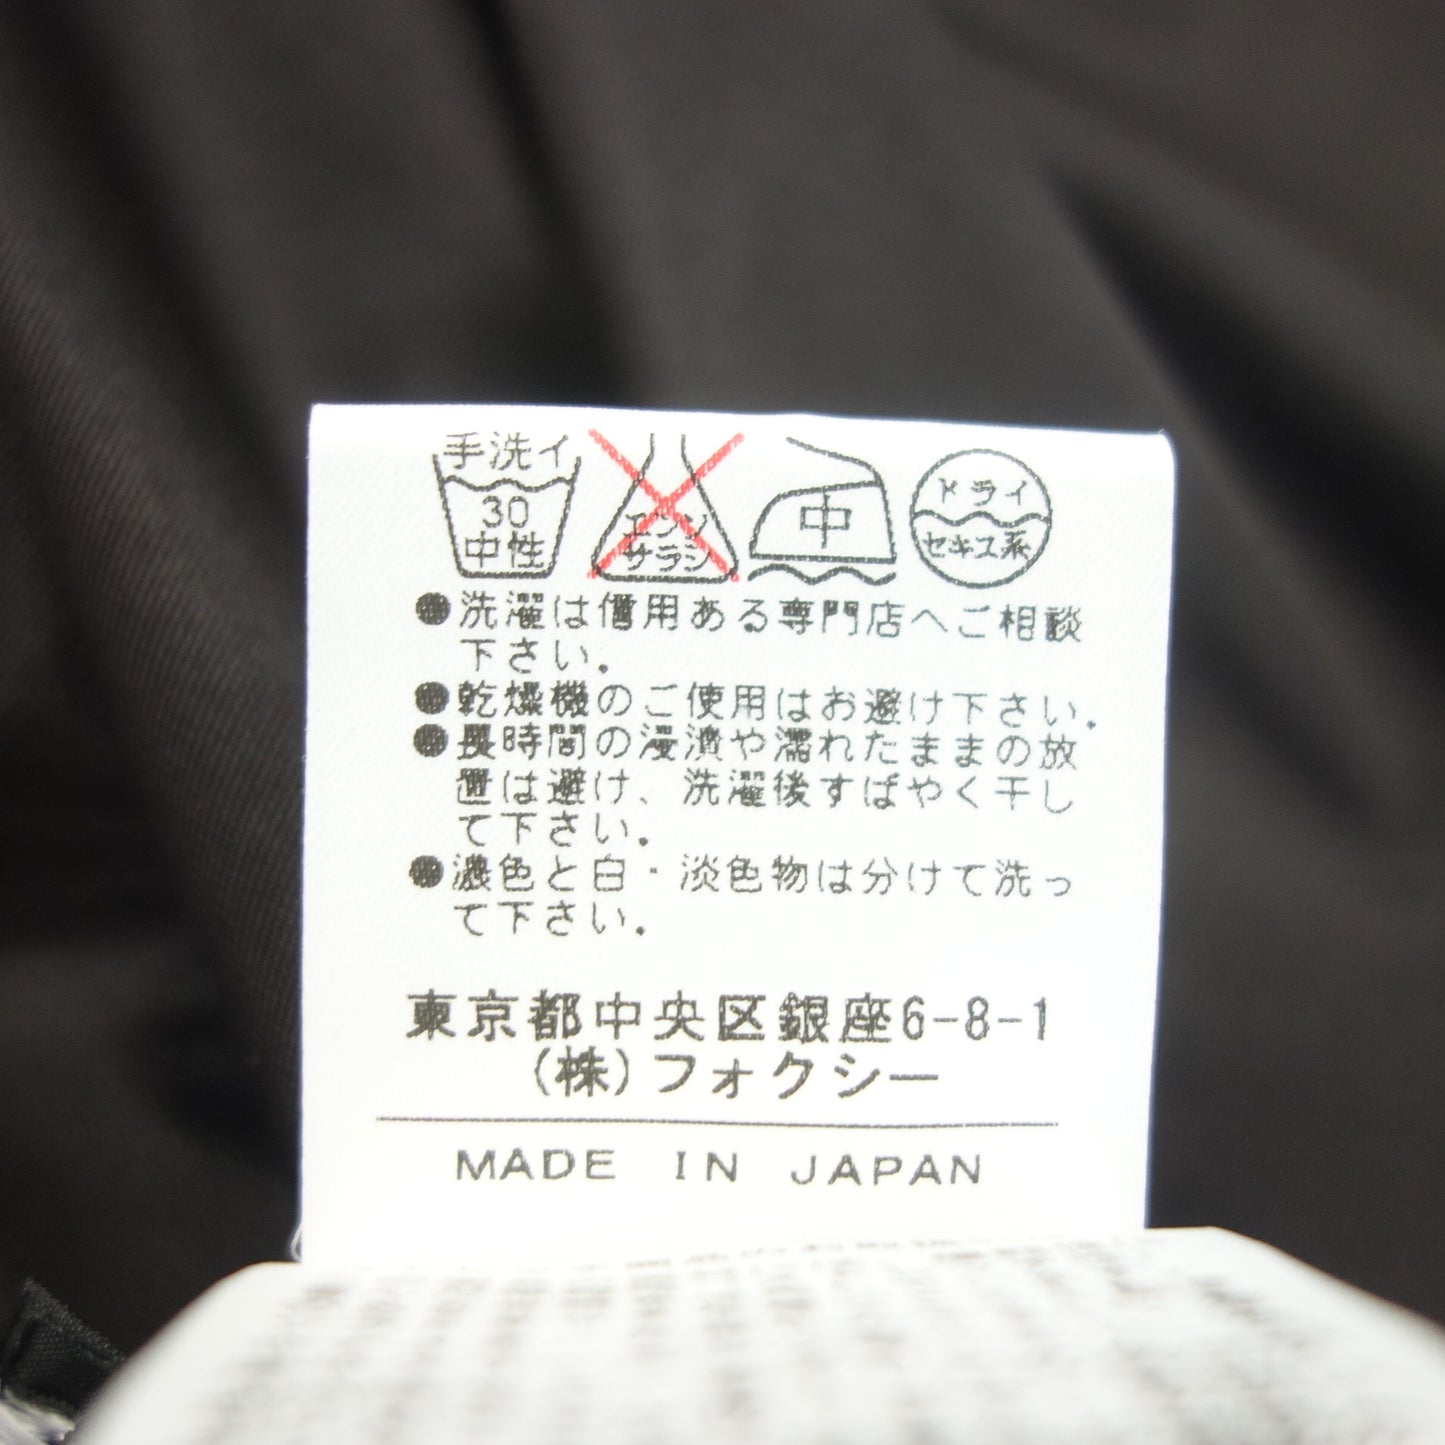 手洗イ
30
中性
エンソ
サラシ
中
ドライ
セキユ系
●洗濯は信用ある専門店へご相談
下さい.
●乾燥機のご使用はお避け下さい.
●長時間の浸漬や濡れたままの放
置は避け、洗濯後すばやく干し
て下さい.
●濃色と白・淡色物は分けて洗っ
て下さい.
東京都中央区銀座6-8-1
(株)フォクシー
MADE IN JAPAN